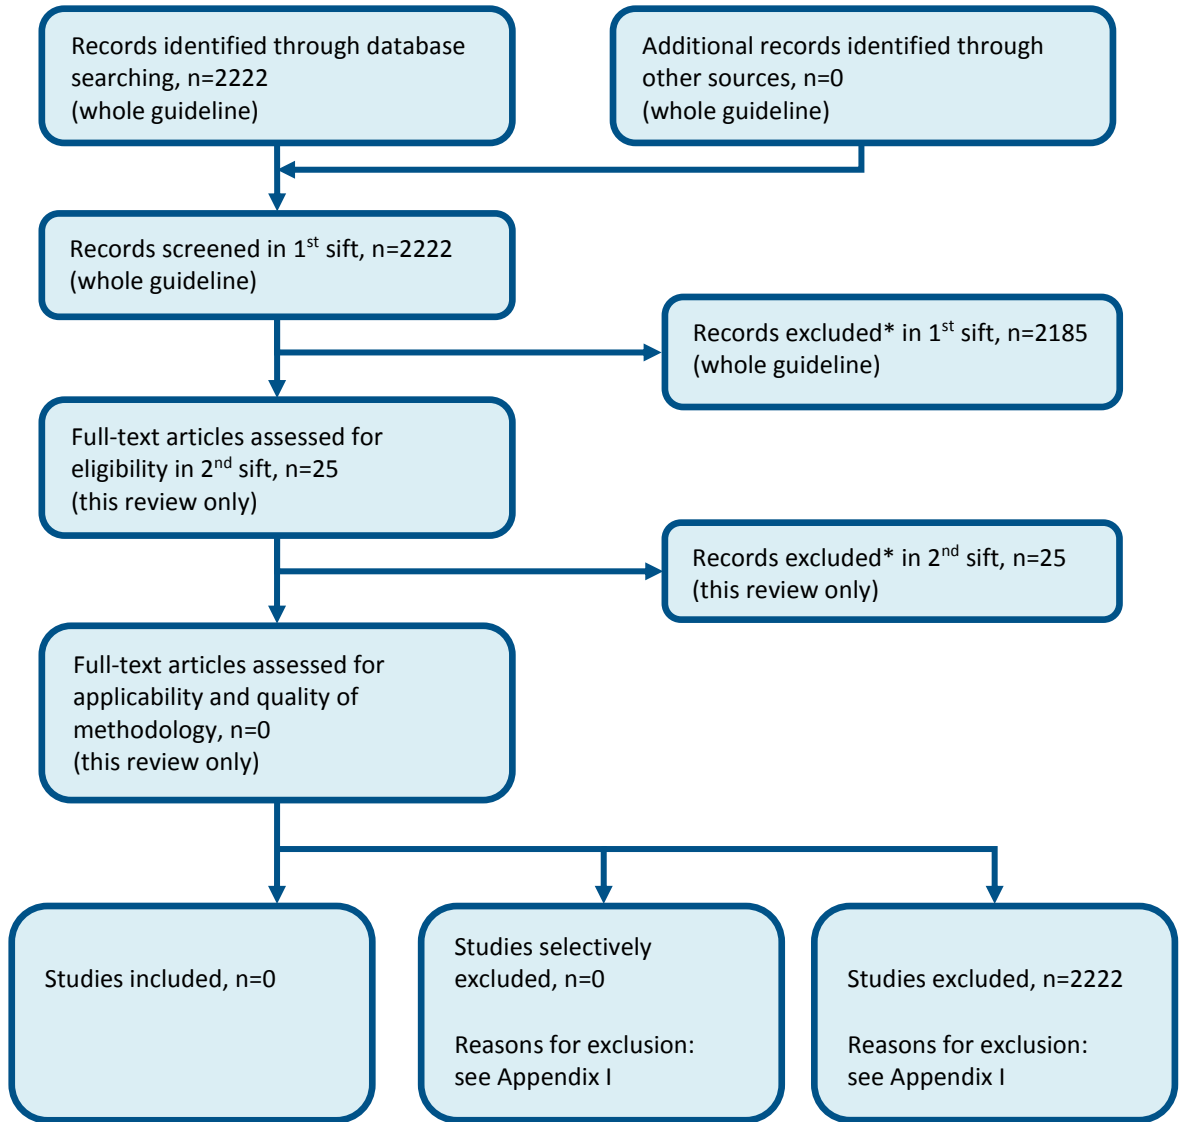 Records identified through database
searching, n=2222
(whole guideline)
Additional records identified through
other sources, n=0
(whole guideline)
Records screened in 1st sift, n=2222
(whole guideline)
Records excluded* in 1st sift, n=2185
(whole guideline)
Full-text articles assessed for
eligibility in 2nd sift, n=25
(this review only)
Records excluded* in 2nd sift, n=25
(this review only)
Full-text articles assessed for
applicability and quality of
methodology, n=0
(this review only)
Studies included, n=0
Studies selectively
excluded, n=0
Reasons for exclusion:
see Appendix I
Studies excluded, n=2222
Reasons for exclusion:
see Appendix I